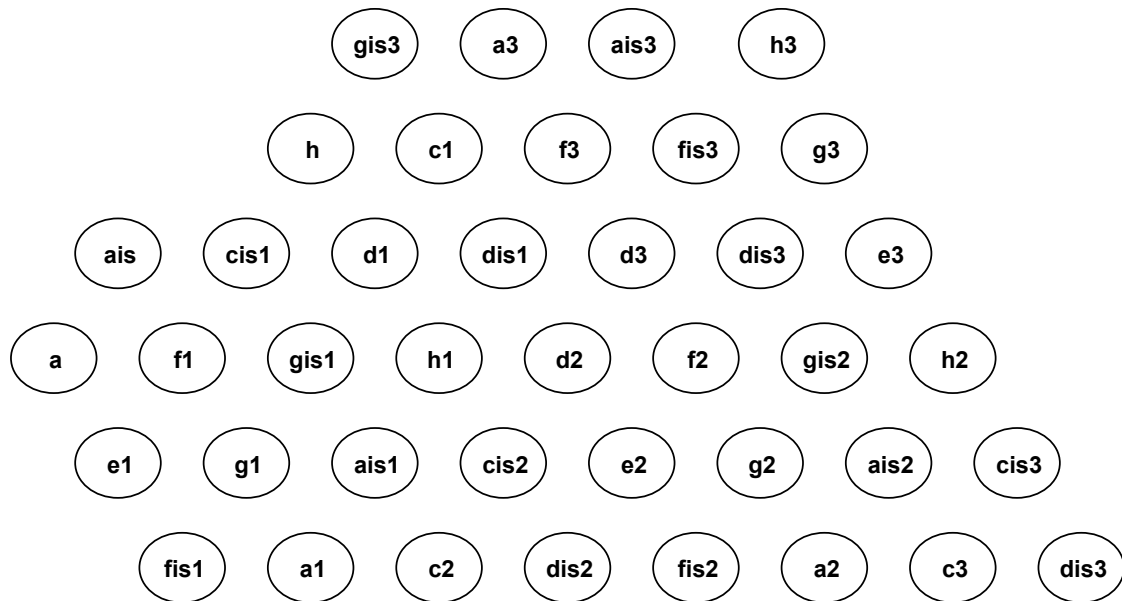 gis3 a3 ais3 h3
h c1 f3 fis3 g3
ais cis1 d1 dis1 d3 dis3 e3
a f1 gis1 h1 d2 f2 gis2 h2
e1 g1 ais1 cis2 e2 g2 ais2 cis3
fis1 a1 c2 dis2 fis2 a2 c3 dis3